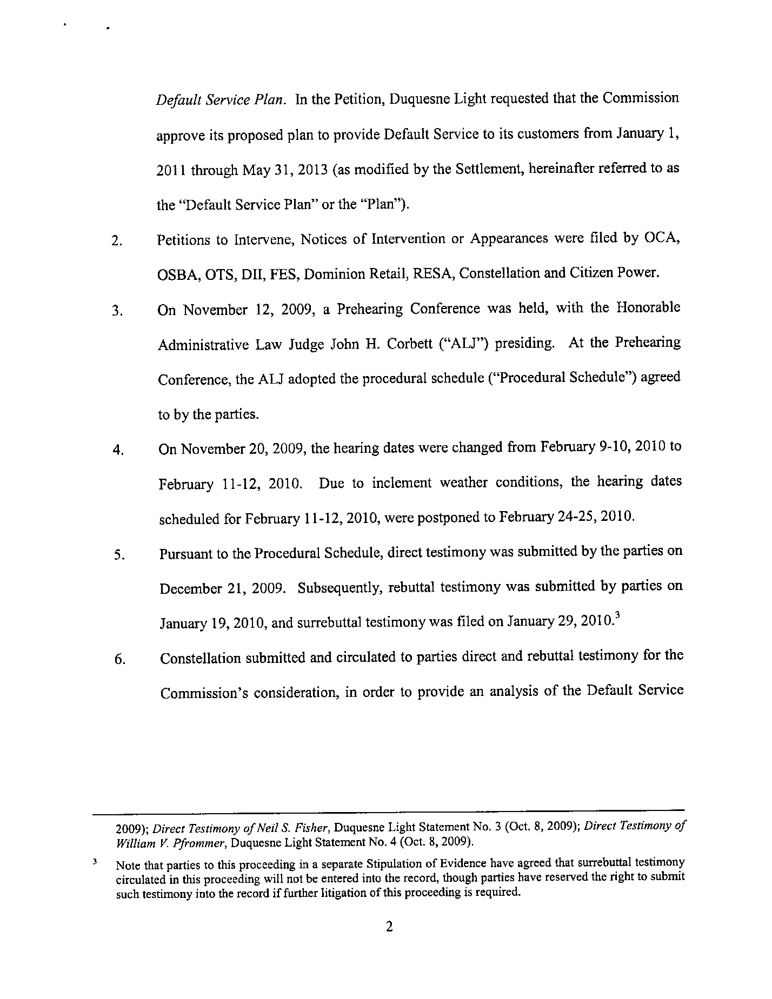 Default Service Plan. In the Petition, Duquesne Light requested that the Commission
approve its proposed plan to provide Default Service to its customers from January 1,
2011 through May 31, 2013 (as modified by the Settlement, hereinafter referred to as
the “Default Service Plan” or the “Plan”).
2. Petitions to Intervene, Notices of Intervention or Appearances were filed by OCA,
OSBA, OTS, DII, FES, Dominion Retail, RESA, Constellation and Citizen Power.
3. On November 12, 2009, a Prehearing Conference was held, with the Honorable
Administrative Law Judge John H. Corbett (“ALJ”) presiding. At the Prehearing
Conference, the ALJ adopted the procedural schedule (“Procedural Schedule”) agreed
to by the parties.
4. On November 20, 2009, the hearing dates were changed from February 9-10, 2010 to
February 11-12, 2010. Due to inclement weather conditions, the hearing dates
scheduled for February 11-12, 2010, were postponed to February 24-25, 2010.
5. Pursuant to the Procedural Schedule, direct testimony was submitted by the parties on
December 21, 2009. Subsequently, rebuttal testimony was submitted by parties on
January 19, 2010, and surrebuttal testimony was filed on January 29, 2010.3
6. Constellation submitted and circulated to parties direct and rebuttal testimony for the
Commission’s consideration, in order to provide an analysis of the Default Service
2009); Direct Testimony of Neil S. Fisher, Duquesne Light Statement No. 3 (Oct. 8, 2009); Direct Testimony of
William V. Pfrommer, Duquesne Light Statement No. 4 (Oct. 8, 2009).
3 Note that parties to this proceeding in a separate Stipulation of Evidence have agreed that surrebuttal testimony
circulated in this proceeding will not be entered into the record, though parties have reserved the right to submit
such testimony into the record if further litigation of this proceeding is required.
2